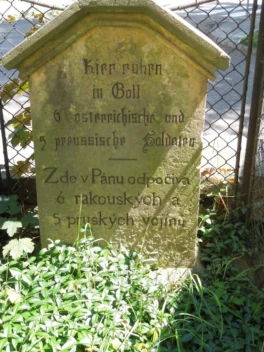 Hier ruhen
in Gott
6 österreichische und
5 preussische Soldaten
Zde v Pánu odpočívá
6 rakouských a
5 pruských vojínů